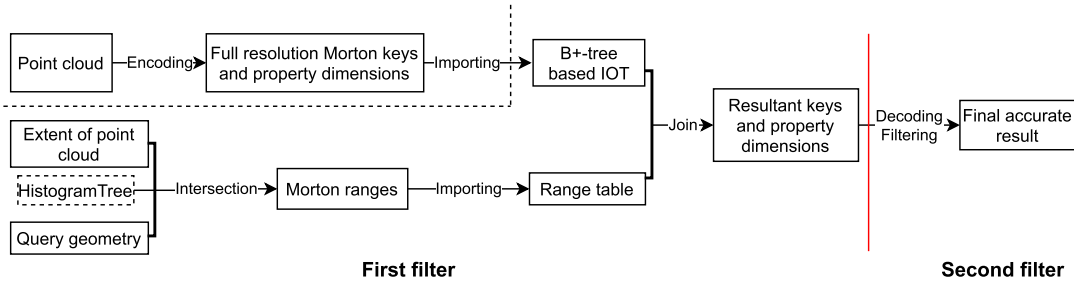 Point cloud
Encoding
Full resolution Morton keys
and property dimensions
Importing
B+-tree
based IOT
Extent of point
cloud
HistogramTree
Query geometry
Intersection
Morton ranges
Importing
Range table
Join
Resultant keys
and property
dimensions
Decoding
Filtering
Final accurate
result
First filter
Second filter